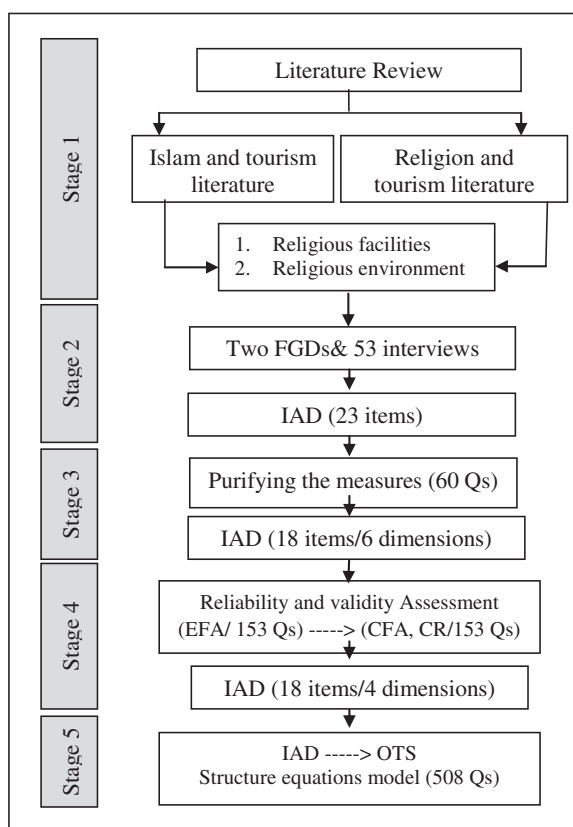 Stage 1
Literature Review
Islam and tourism
literature
Religion and
tourism literature
1. Religious facilities
2. Religious environment
Stage 2
Two FGDs& 53 interviews
IAD (23 items)
Stage 3
Purifying the measures (60 Qs)
IAD (18 items/6 dimensions)
Stage 4
Reliability and validity Assessment
(EFA/ 153 Qs) -----> (CFA, CR/153 Qs)
IAD (18 items/4 dimensions)
Stage 5
IAD -----> OTS
Structure equations model (508 Qs)